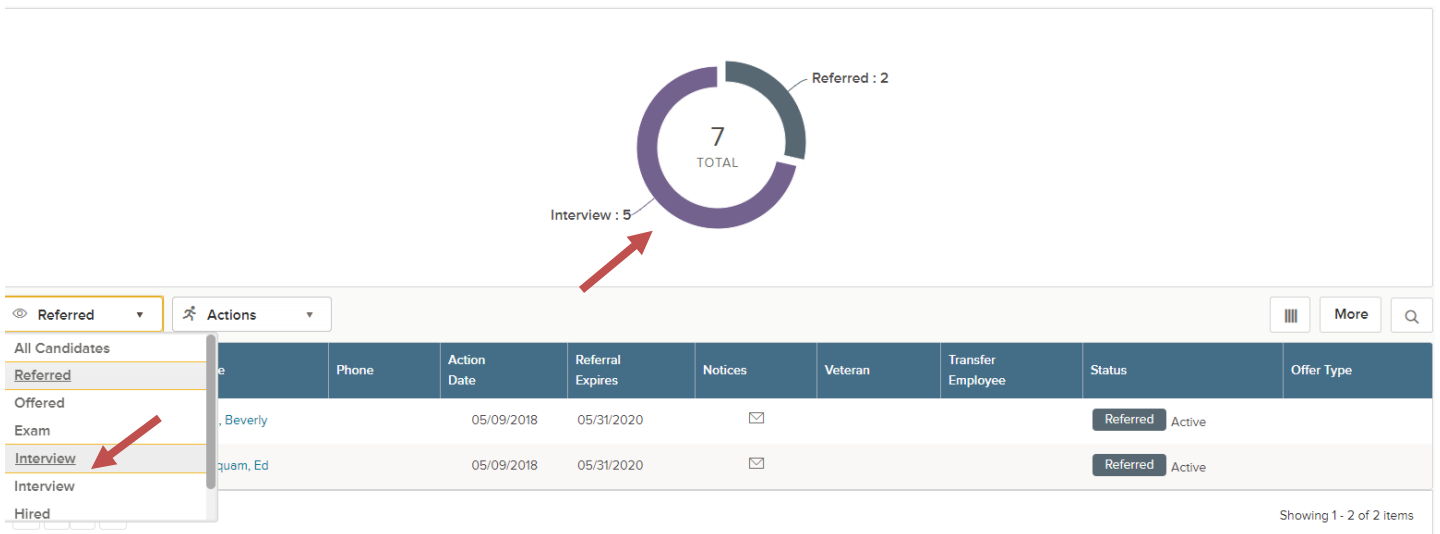 Referred : 2
7
TOTAL
Interview : 5
Referred
Actions
More
All Candidates
Referred
Offered
Exam
Interview
Interview
Hired
e
Phone
Action
Date
Referral
Expires
Notices
Veteran
Transfer
Employee
Status
Offer Type
, Beverly 05/09/2018 05/31/2020 Referred Active
quam, Ed 05/09/2018 05/31/2020 Referred Active
Showing 1 - 2 of 2 items